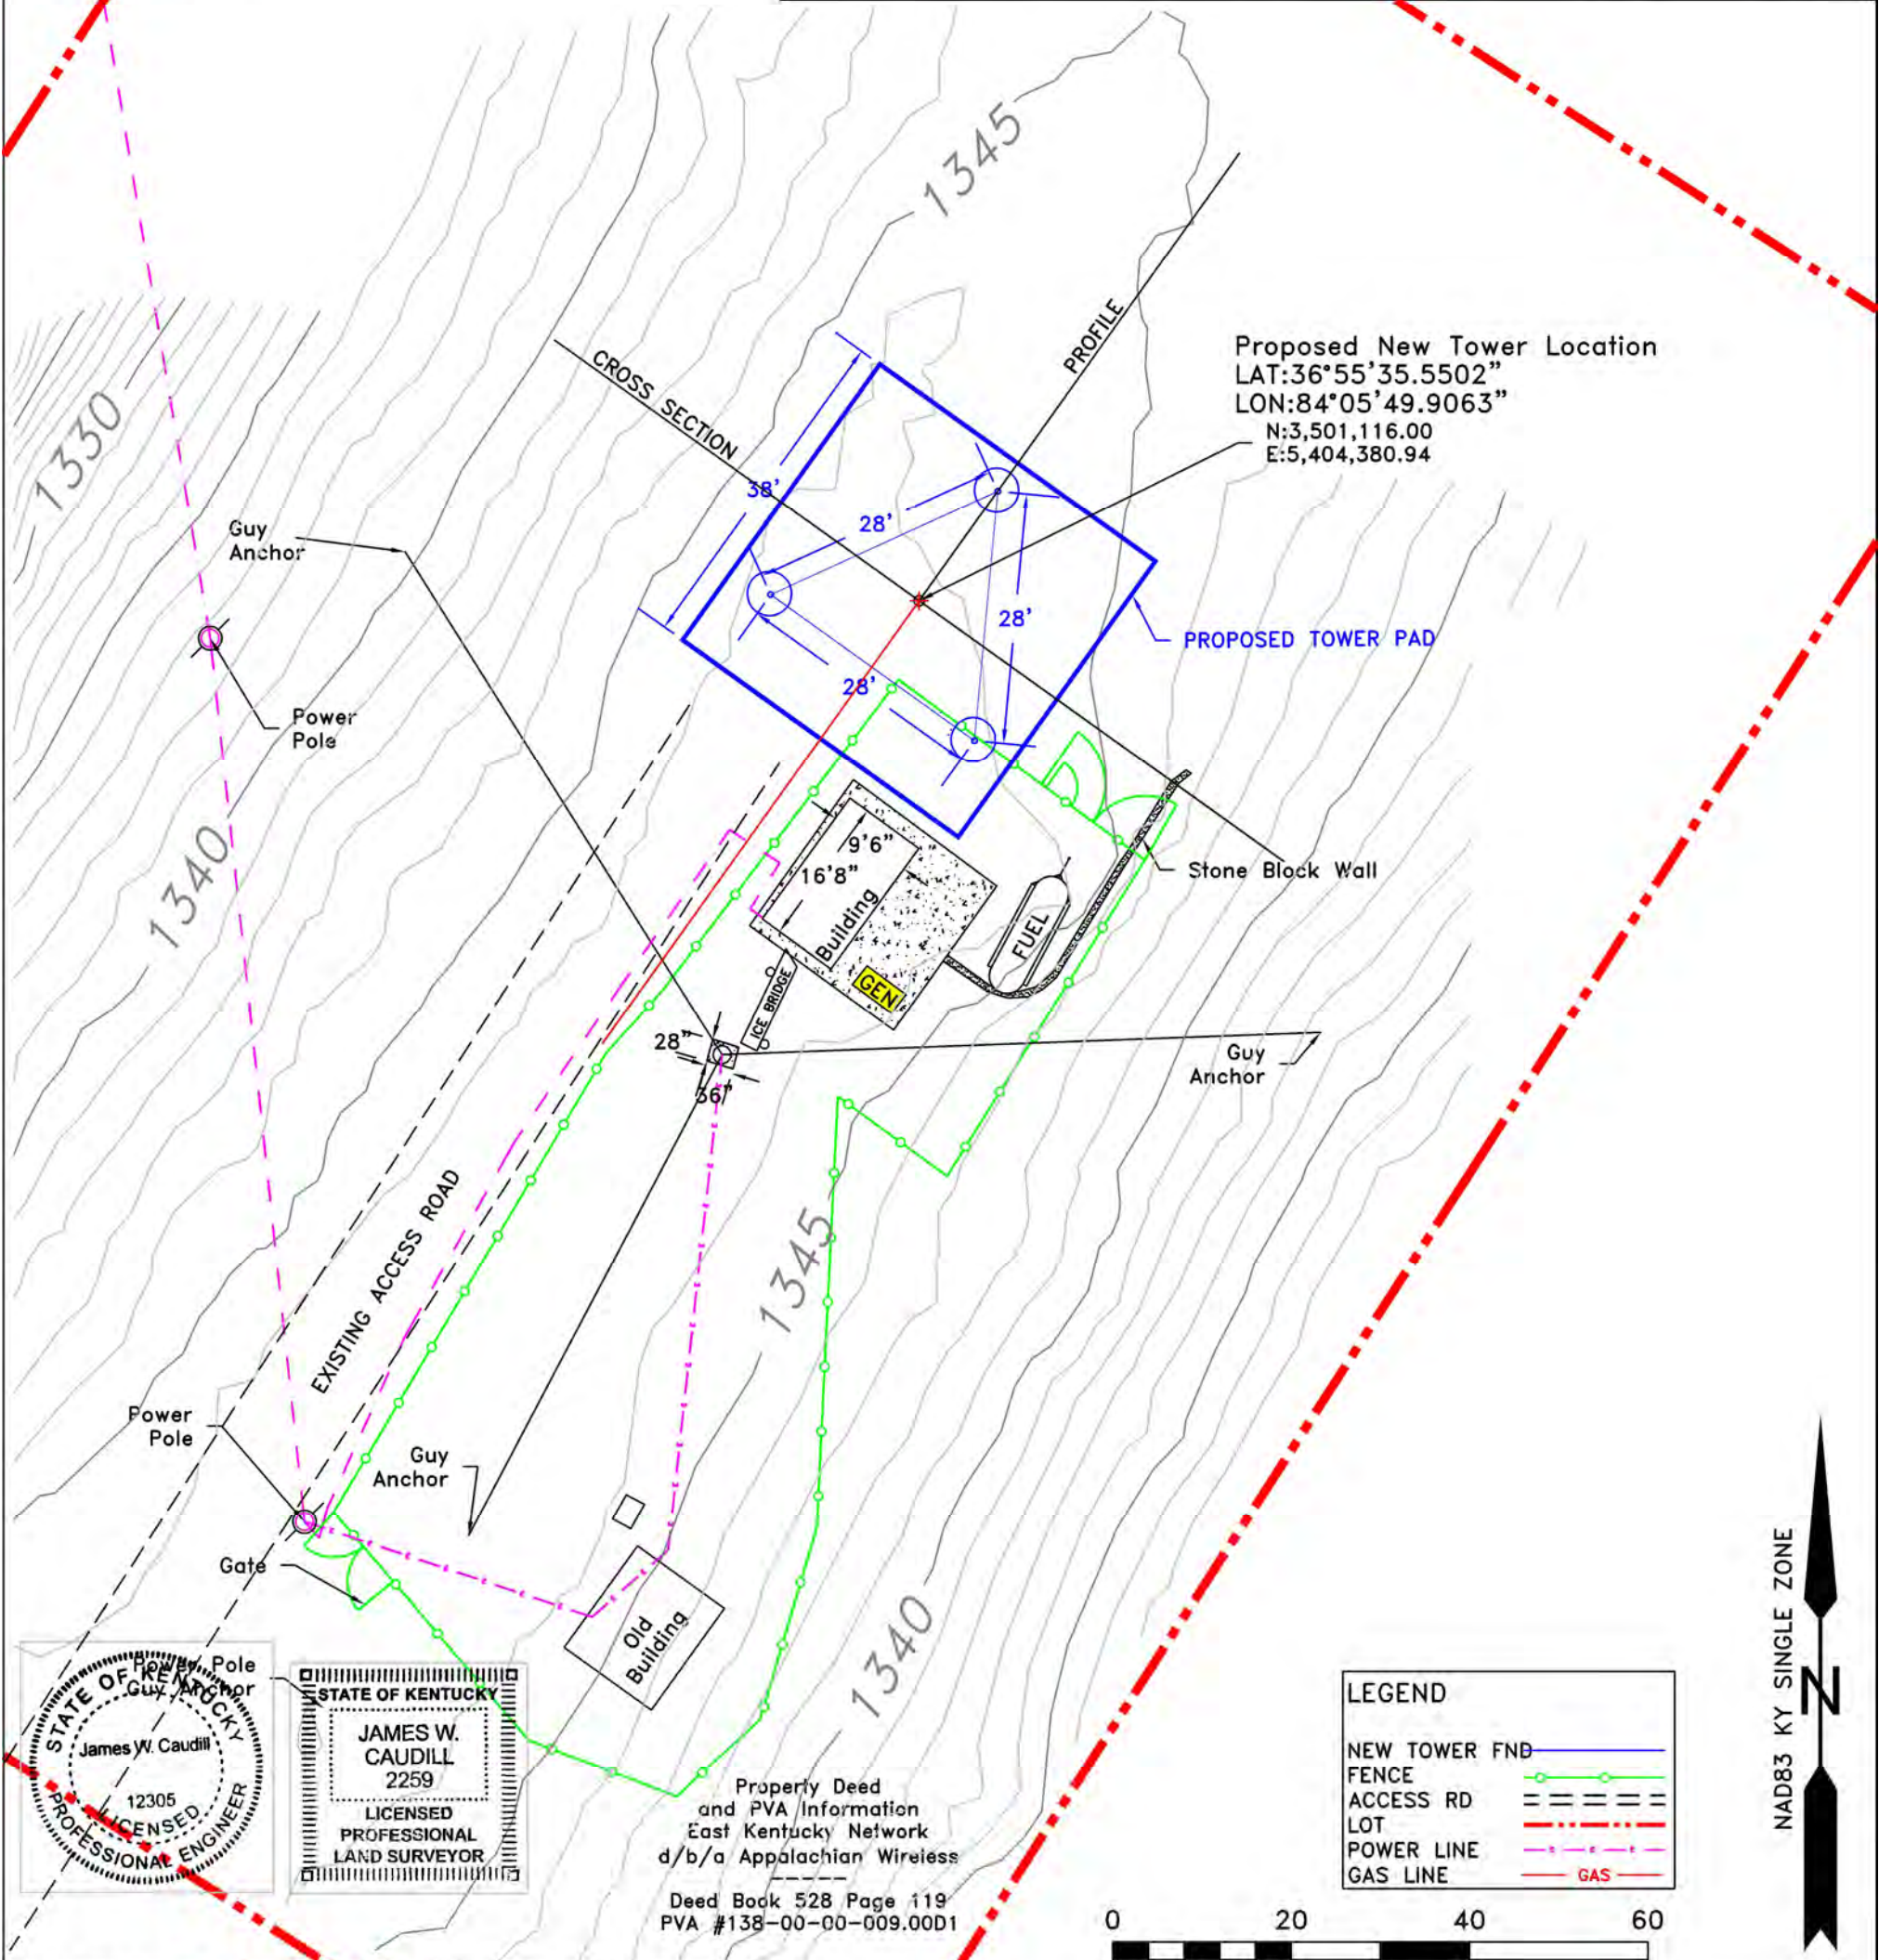 1345
PROFILE
CROSS SECTION
Proposed New Tower Location
LAT:36°55'35.5502"
LON:84°05'49.9063"
N:3,501,116.00
E:5,404,380.94
1330
38'
28'
28'
28'
Guy
Anchor
PROPOSED TOWER PAD
Power
Pole
9'6"
16'8"
Building
Stone Block Wall
1340
FUEL
GEN
ICE BRIDGE
28"
36"
Guy
Anchor
EXISTING ACCESS ROAD
1345
Power
Pole
Guy
Anchor
Gate
Old
Building
1340
Power Pole
Guy Anchor
STATE OF KENTUCKY
James W. Caudill
12305
LICENSED
PROFESSIONAL ENGINEER
STATE OF KENTUCKY
JAMES W.
CAUDILL
2259
LICENSED
PROFESSIONAL
LAND SURVEYOR
Property Deed
and PVA Information
East Kentucky Network
d/b/a Appalachian Wireless
------
Deed Book 528 Page 119
PVA #138-00-00-009.00D1
LEGEND
NEW TOWER FND
FENCE
ACCESS RD
LOT
POWER LINE
GAS LINE GAS
0 20 40 60
NAD83 KY SINGLE ZONE
N